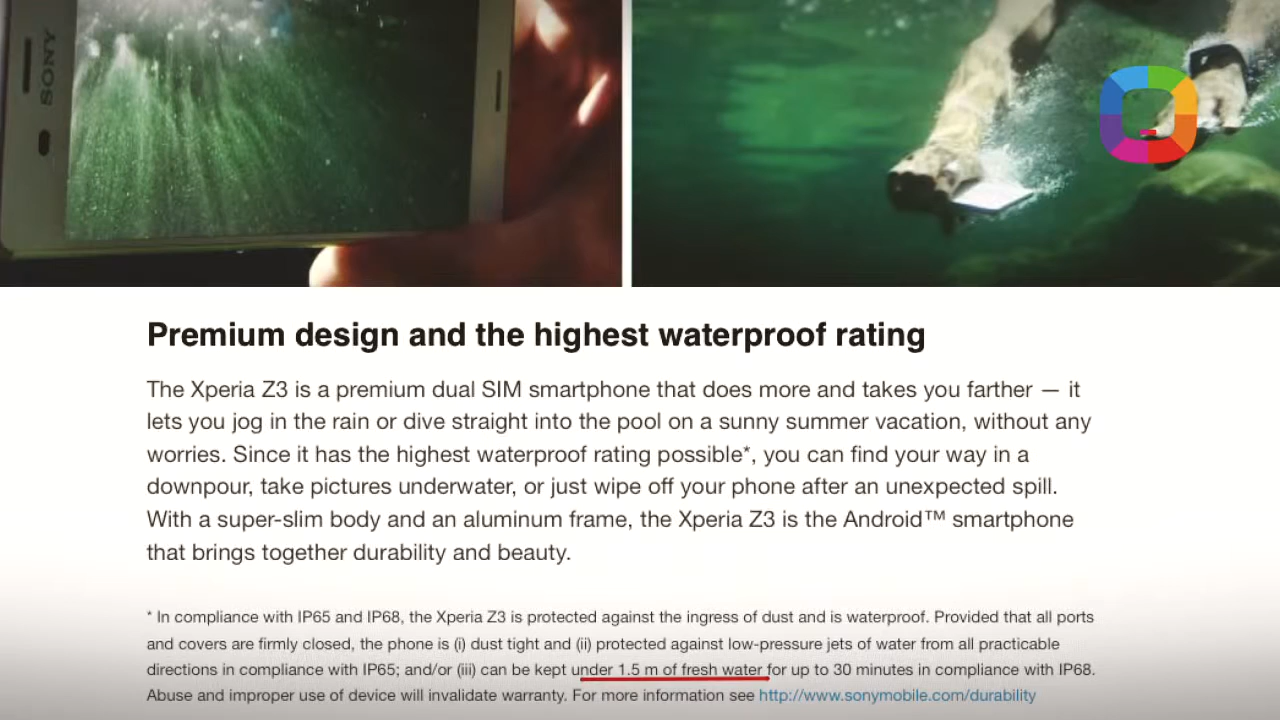 SONY
Premium design and the highest waterproof rating
The Xperia Z3 is a premium dual SIM smartphone that does more and takes you farther — it
lets you jog in the rain or dive straight into the pool on a sunny summer vacation, without any
worries. Since it has the highest waterproof rating possible*, you can find your way in a
downpour, take pictures underwater, or just wipe off your phone after an unexpected spill.
With a super-slim body and an aluminum frame, the Xperia Z3 is the Android™ smartphone
that brings together durability and beauty.
* In compliance with IP65 and IP68, the Xperia Z3 is protected against the ingress of dust and is waterproof. Provided that all ports
and covers are firmly closed, the phone is (i) dust tight and (ii) protected against low-pressure jets of water from all practicable
directions in compliance with IP65; and/or (iii) can be kept under 1.5 m of fresh water for up to 30 minutes in compliance with IP68.
Abuse and improper use of device will invalidate warranty. For more information see http://www.sonymobile.com/durability